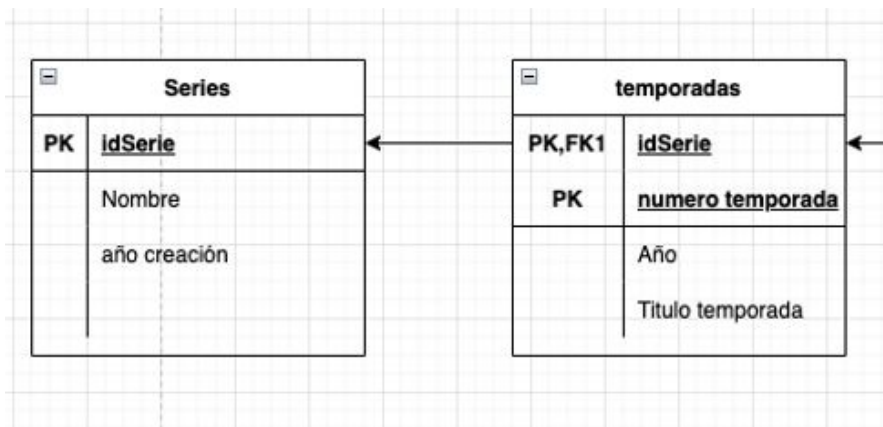 Series
PK idSerie
Nombre
año creación
temporadas
PK,FK1 idSerie
PK numero temporada
Año
Titulo temporada